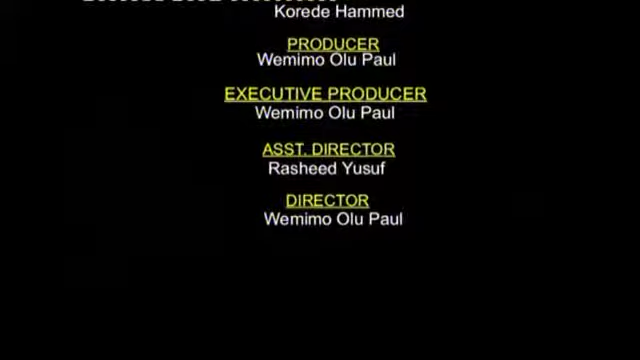 Korede Hammed
PRODUCER
Wemimo Olu Paul
EXECUTIVE PRODUCER
Wemimo Olu Paul
ASST. DIRECTOR
Rasheed Yusuf
DIRECTOR
Wemimo Olu Paul